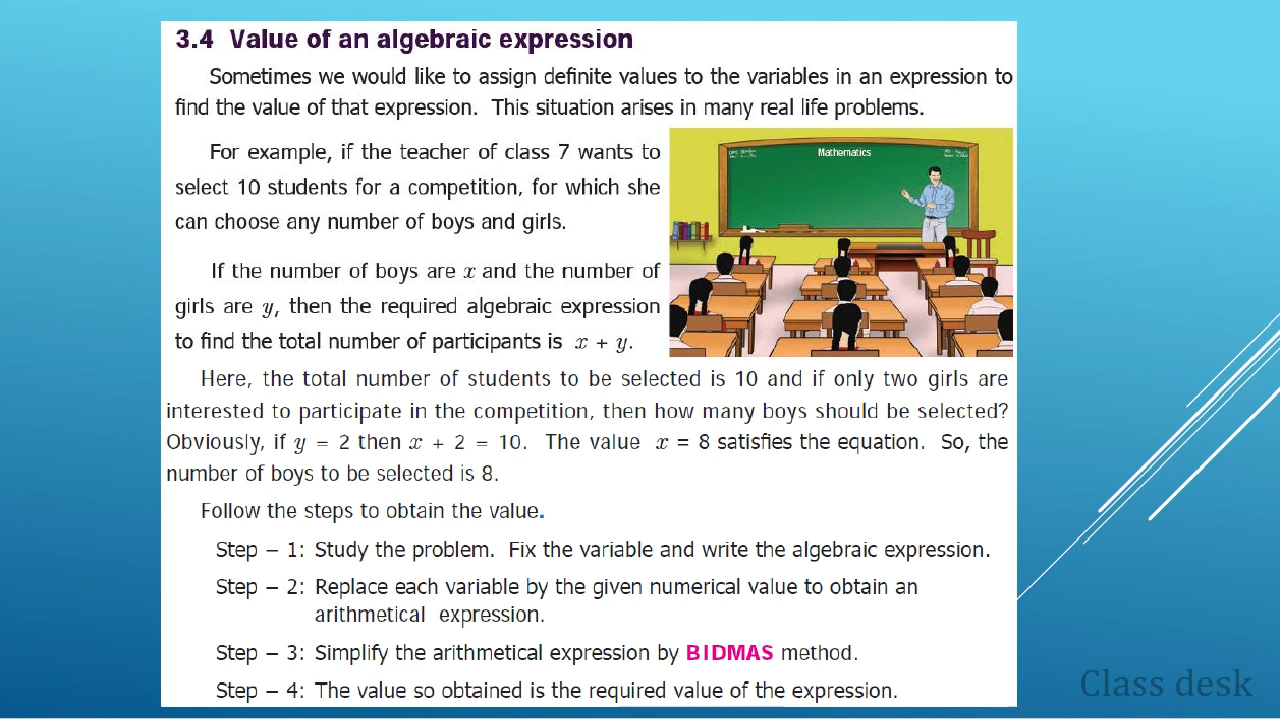 3.4 Value of an algebraic expression
Sometimes we would like to assign definite values to the variables in an expression to
find the value of that expression. This situation arises in many real life problems.
For example, if the teacher of class 7 wants to
select 10 students for a competition, for which she
can choose any number of boys and girls.
If the number of boys are x and the number of
girls are y, then the required algebraic expression
to find the total number of participants is x + y.
Mathematics
Here, the total number of students to be selected is 10 and if only two girls are
interested to participate in the competition, then how many boys should be selected?
Obviously, if y = 2 then x + 2 = 10. The value x = 8 satisfies the equation. So, the
number of boys to be selected is 8.
Follow the steps to obtain the value.
Step – 1: Study the problem. Fix the variable and write the algebraic expression.
Step – 2: Replace each variable by the given numerical value to obtain an
arithmetical expression.
Step – 3: Simplify the arithmetical expression by BIDMAS method.
Step – 4: The value so obtained is the required value of the expression.
Class desk